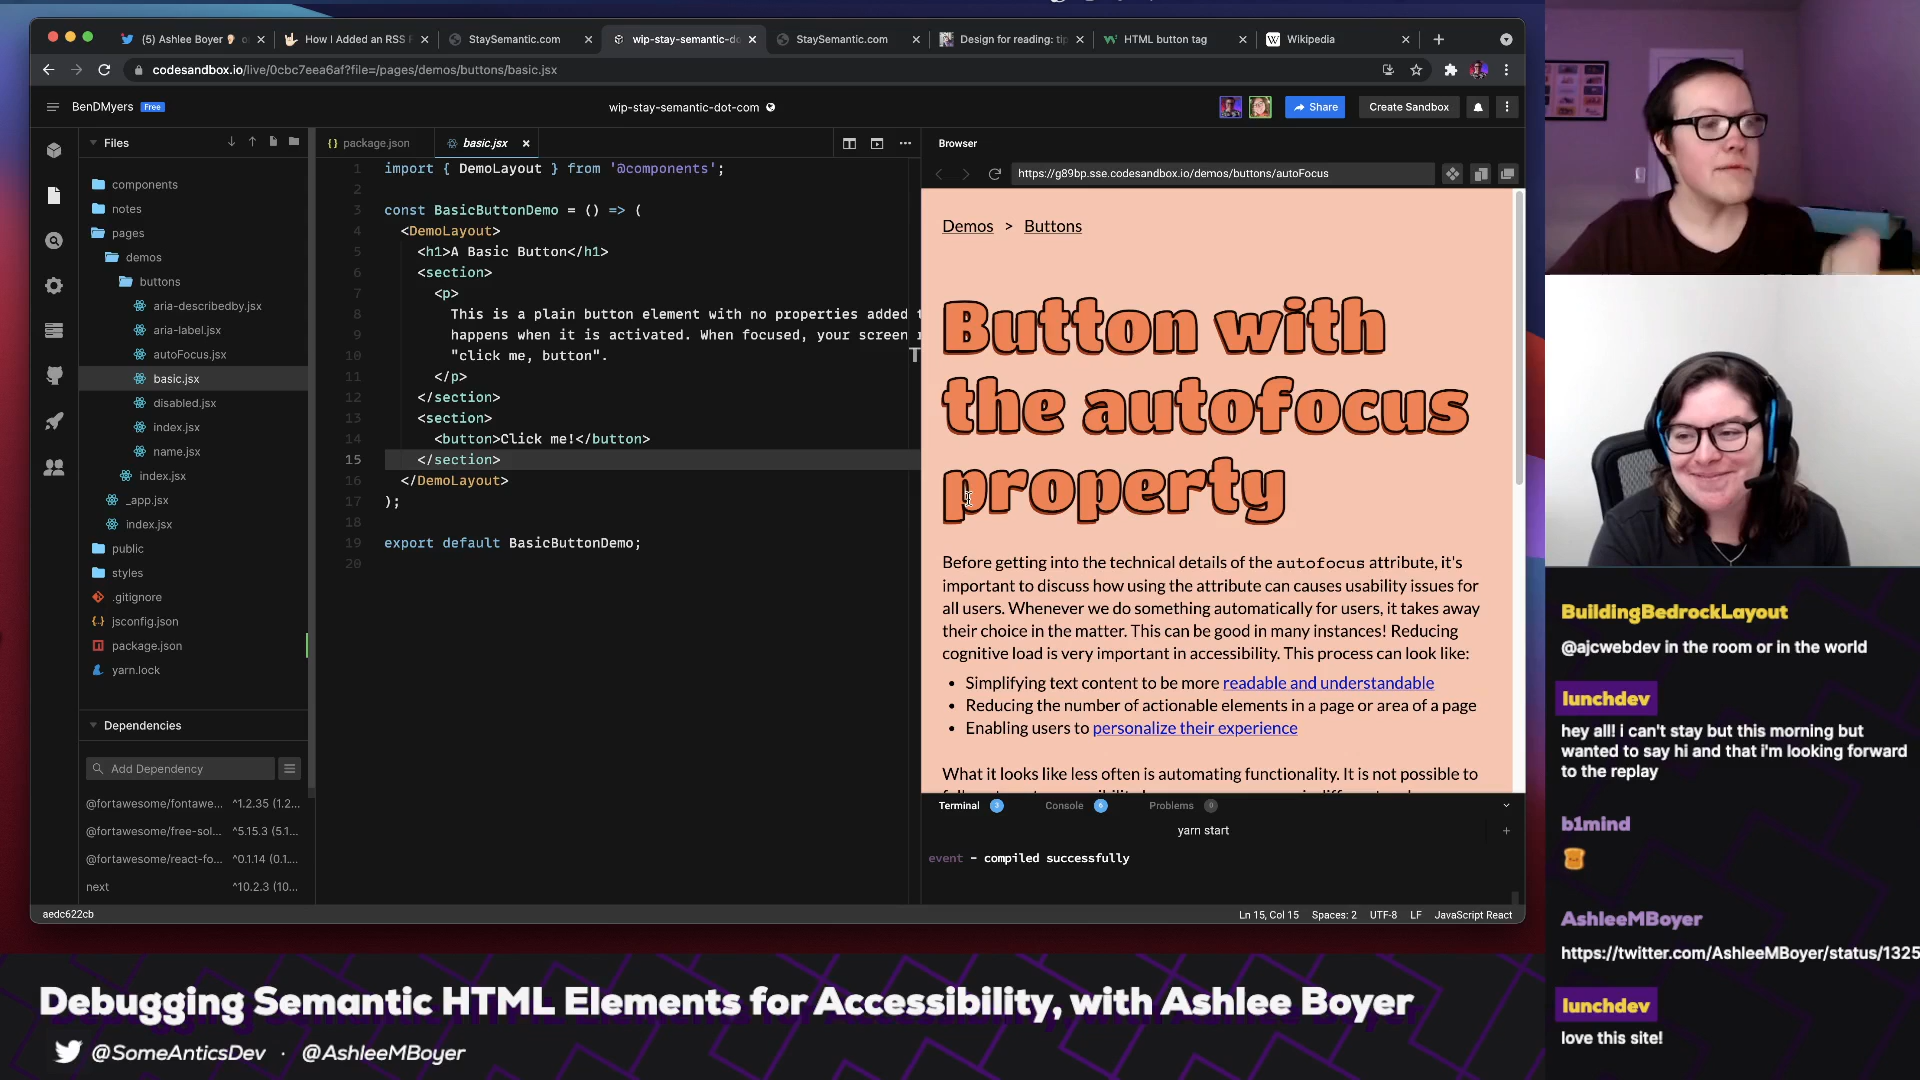 (5) Ashlee Boyer
How I Added an RSS F
StaySemantic.com
wip-stay-semantic-do
StaySemantic.com
Design for reading: tip
HTML button tag
Wikipedia
codesandbox.io/live/0cbc7eea6af?file=/pages/demos/buttons/basic.jsx
BenDMyers Free
wip-stay-semantic-dot-com
Share
Create Sandbox
Files
components
notes
pages
demos
buttons
aria-describedby.jsx
aria-label.jsx
autoFocus.jsx
basic.jsx
disabled.jsx
index.jsx
name.jsx
index.jsx
_app.jsx
index.jsx
public
styles
.gitignore
jsconfig.json
package.json
yarn.lock
Dependencies
Add Dependency
@fortawesome/fontawe... ^1.2.35 (1.2...
@fortawesome/free-sol... ^5.15.3 (5.1...
@fortawesome/react-fo... ^0.1.14 (0.1....
next ^10.2.3 (10...
aedc622cb
package.json
basic.jsx
1 import { DemoLayout } from '@components';
2
3 const BasicButtonDemo = () => (
4 <DemoLayout>
5 <h1>A Basic Button</h1>
6 <section>
7 <p>
8 This is a plain button element with no properties added t
9 happens when it is activated. When focused, your screen r
10 "click me, button".
11 </p>
12 </section>
13 <section>
14 <button>Click me!</button>
15 </section>
16 </DemoLayout>
17 );
18
19 export default BasicButtonDemo;
20
Browser
https://g89bp.sse.codesandbox.io/demos/buttons/autoFocus
Demos > Buttons
Button with
the autofocus
property
Before getting into the technical details of the autofocus attribute, it's
important to discuss how using the attribute can causes usability issues for
all users. Whenever we do something automatically for users, it takes away
their choice in the matter. This can be good in many instances! Reducing
cognitive load is very important in accessibility. This process can look like:
• Simplifying text content to be more readable and understandable
• Reducing the number of actionable elements in a page or area of a page
• Enabling users to personalize their experience
What it looks like less often is automating functionality. It is not possible to
Terminal 3 Console 6 Problems 0
yarn start
event - compiled successfully
Ln 15, Col 15 Spaces: 2 UTF-8 LF JavaScript React
BuildingBedrockLayout
@ajcwebdev in the room or in the world
lunchdev
hey all! i can't stay but this morning but
wanted to say hi and that i'm looking forward
to the replay
b1mind
AshleeMBoyer
https://twitter.com/AshleeMBoyer/status/1325
lunchdev
love this site!
Debugging Semantic HTML Elements for Accessibility, with Ashlee Boyer
@SomeAnticsDev · @AshleeMBoyer